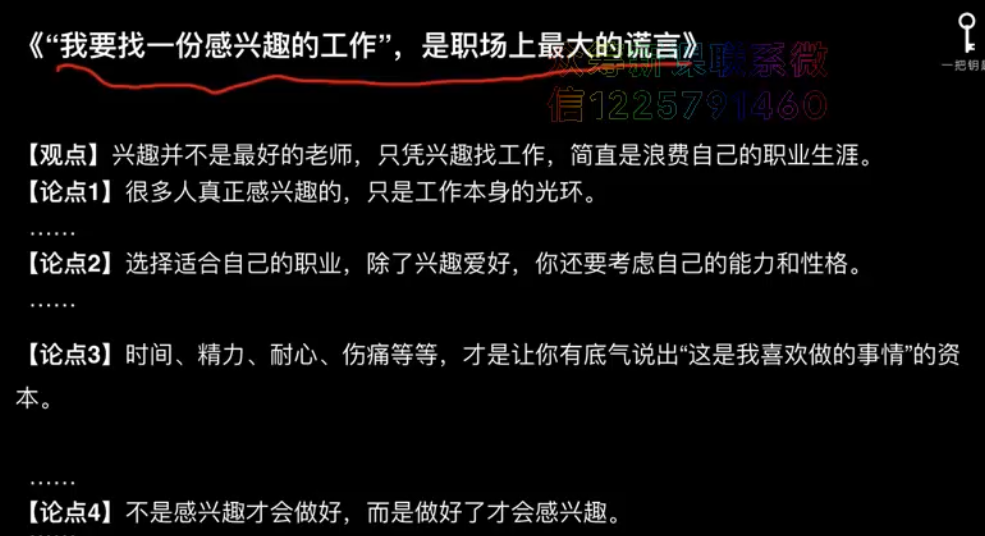 《“我要找一份感兴趣的工作”，是职场上最大的谎言》
一把钥
众筹新课联系微
信1225791460
【观点】兴趣并不是最好的老师，只凭兴趣找工作，简直是浪费自己的职业生涯。
【论点1】很多人真正感兴趣的，只是工作本身的光环。
……
【论点2】选择适合自己的职业，除了兴趣爱好，你还要考虑自己的能力和性格。
……
【论点3】时间、精力、耐心、伤痛等等，才是让你有底气说出“这是我喜欢做的事情”的资
本。
……
【论点4】不是感兴趣才会做好，而是做好了才会感兴趣。
……